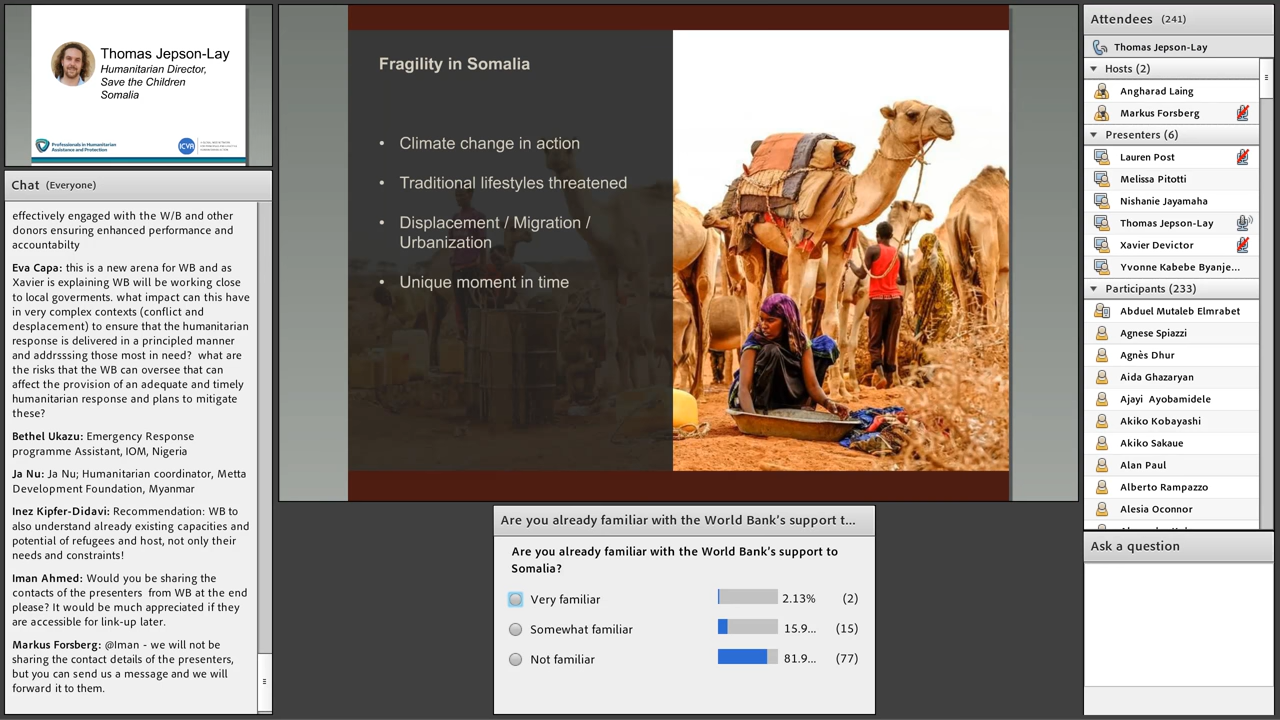 Thomas Jepson-Lay
Humanitarian Director,
Save the Children
Somalia
Professionals in Humanitarian
Assistance and Protection
ICVA
Chat (Everyone)
effectively engaged with the W/B and other
donors ensuring enhanced performance and
accountabilty
Eva Capa: this is a new arena for WB and as
Xavier is explaining WB will be working close
to local goverments. what impact can this have
in very complex contexts (conflict and
desplacement) to ensure that the humanitarian
response is delivered in a principled manner
and addrsssing those most in need? what are
the risks that the WB can oversee that can
affect the provision of an adequate and timely
humanitarian response and plans to mitigate
these?
Bethel Ukazu: Emergency Response
programme Assistant, IOM, Nigeria
Ja Nu: Ja Nu; Humanitarian coordinator, Metta
Development Foundation, Myanmar
Inez Kipfer-Didavi: Recommendation: WB to
also understand already existing capacities and
potential of refugees and host, not only their
needs and constraints!
Iman Ahmed: Would you be sharing the
contacts of the presenters from WB at the end
please? It would be much appreciated if they
are accessible for link-up later.
Markus Forsberg: @Iman - we will not be
sharing the contact details of the presenters,
but you can send us a message and we will
forward it to them.
Fragility in Somalia
• Climate change in action
• Traditional lifestyles threatened
• Displacement / Migration /
Urbanization
• Unique moment in time
Are you already familiar with the World Bank's support t...
Are you already familiar with the World Bank's support to
Somalia?
Very familiar 2.13% (2)
Somewhat familiar 15.9... (15)
Not familiar 81.9... (77)
Attendees (241)
Thomas Jepson-Lay
Hosts (2)
Angharad Laing
Markus Forsberg
Presenters (6)
Lauren Post
Melissa Pitotti
Nishanie Jayamaha
Thomas Jepson-Lay
Xavier Devictor
Yvonne Kabebe Byanje...
Participants (233)
Abduel Mutaleb Elmrabet
Agnese Spiazzi
Agnès Dhur
Aida Ghazaryan
Ajayi Ayobamidele
Akiko Kobayashi
Akiko Sakaue
Alan Paul
Alberto Rampazzo
Alesia Oconnor
Ask a question